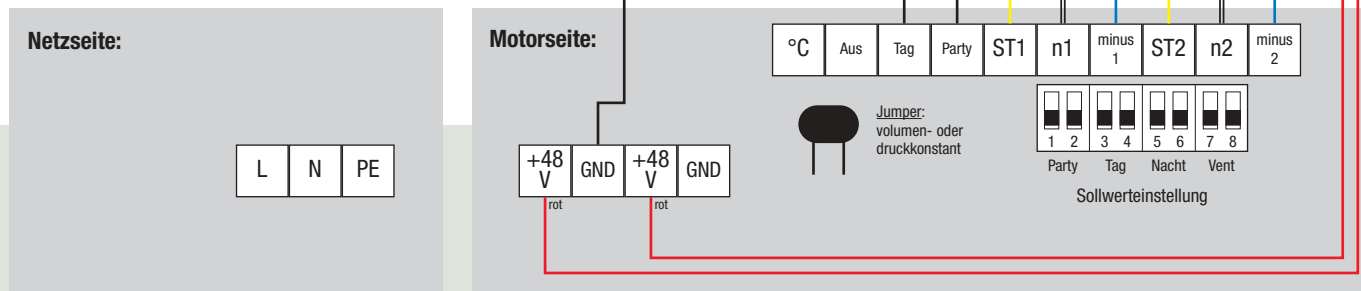 Netzseite:
L N PE
Motorseite:
°C Aus Tag Party ST1 n1 minus 1 ST2 n2 minus 2
Jumper:
volumen- oder
druckkonstant
1 2 3 4 5 6 7 8
Party Tag Nacht Vent
Sollwerteinstellung
+48 V GND +48 V GND
rot rot